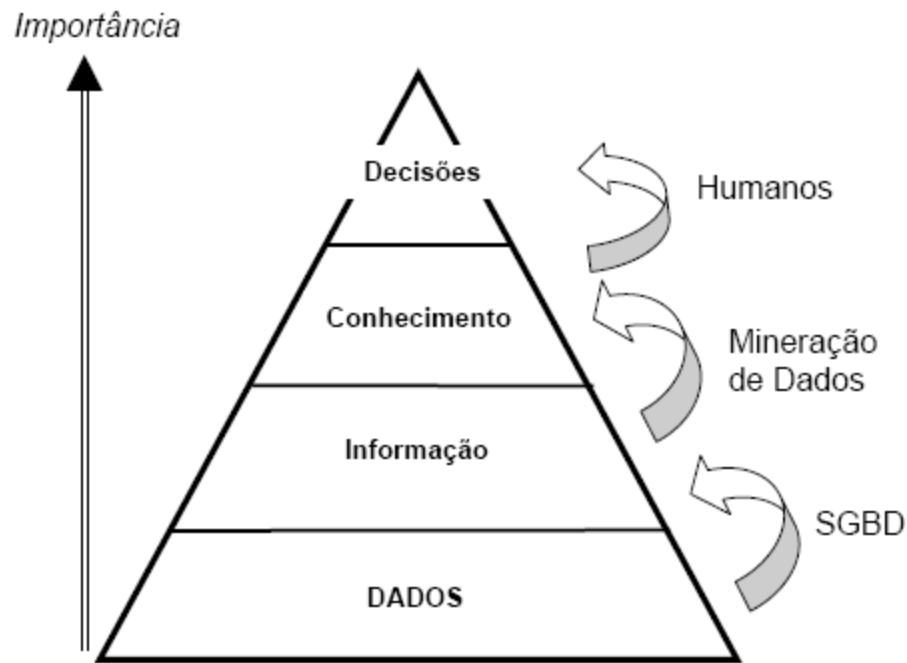 Importância
Decisões
Humanos
Conhecimento
Mineração
de Dados
Informação
SGBD
DADOS